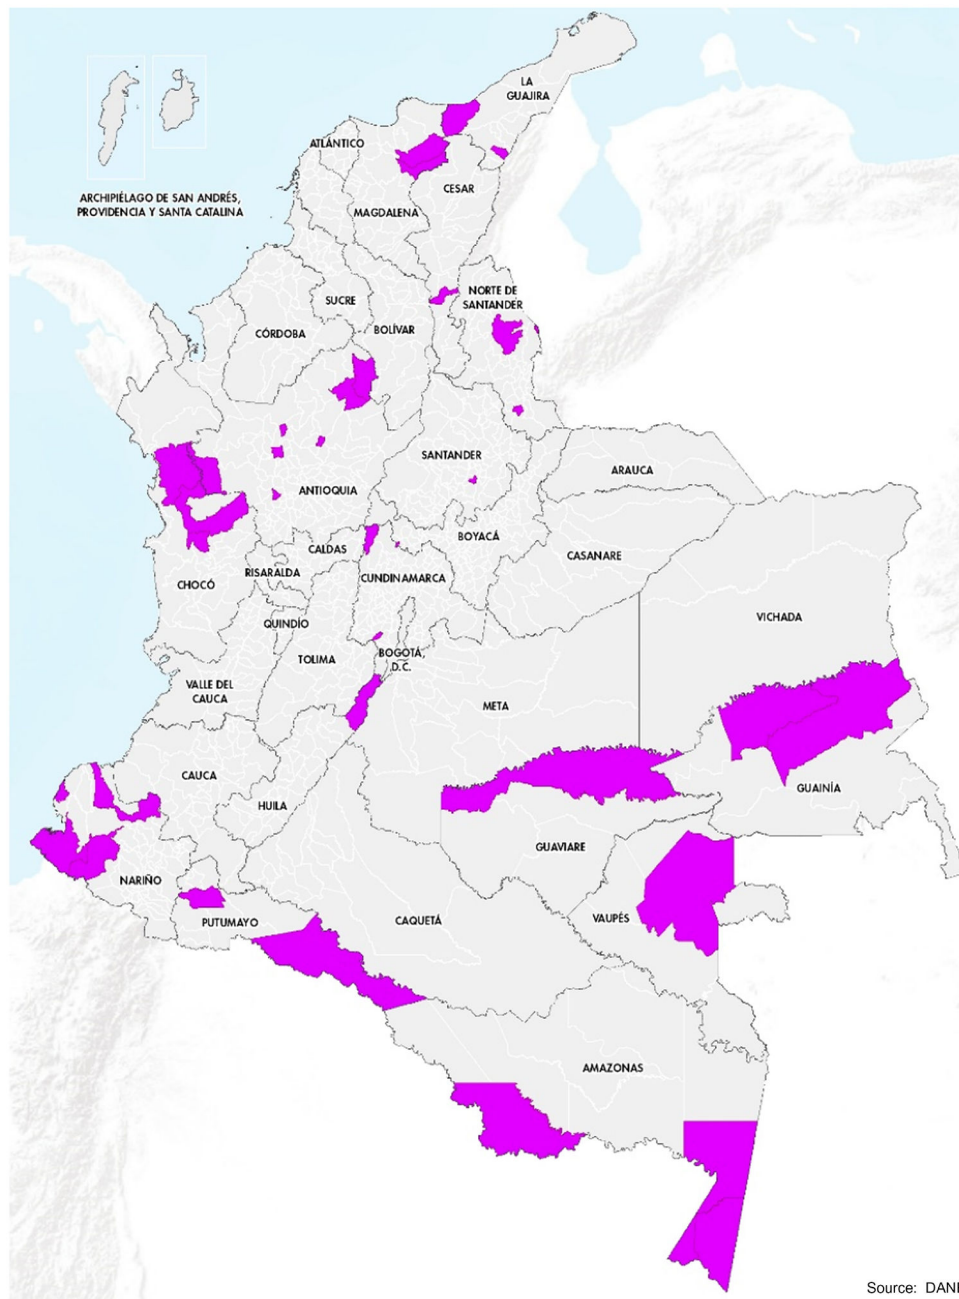 LA
GUAJIRA
ATLÁNTICO
CESAR
ARCHIPIÉLAGO DE SAN ANDRÉS,
PROVIDENCIA Y SANTA CATALINA
MAGDALENA
NORTE DE
SANTANDER
SUCRE
BOLÍVAR
CÓRDOBA
SANTANDER
ARAUCA
ANTIOQUIA
BOYACÁ
CALDAS
CASANARE
RISARALDA
CUNDINAMARCA
CHOCÓ
VICHADA
QUINDÍO
BOGOTÁ,
D.C.
TOLIMA
VALLE DEL
CAUCA
META
CAUCA
GUAINÍA
HUILA
GUAVIARE
NARIÑO
VAUPÉS
CAQUETÁ
PUTUMAYO
AMAZONAS
Source: DANE